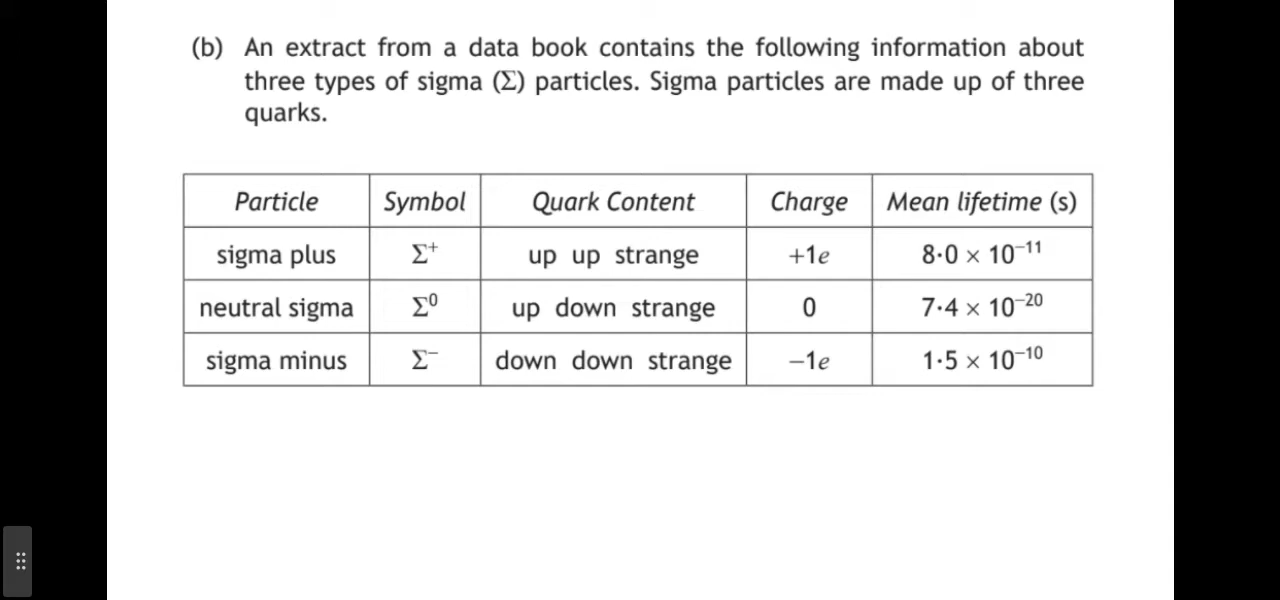 (b) An extract from a data book contains the following information about
three types of sigma (Σ) particles. Sigma particles are made up of three
quarks.
Particle Symbol Quark Content Charge Mean lifetime (s)
sigma plus Σ⁺ up up strange +1e 8·0 × 10⁻¹¹
neutral sigma Σ⁰ up down strange 0 7·4 × 10⁻²⁰
sigma minus Σ⁻ down down strange −1e 1·5 × 10⁻¹⁰